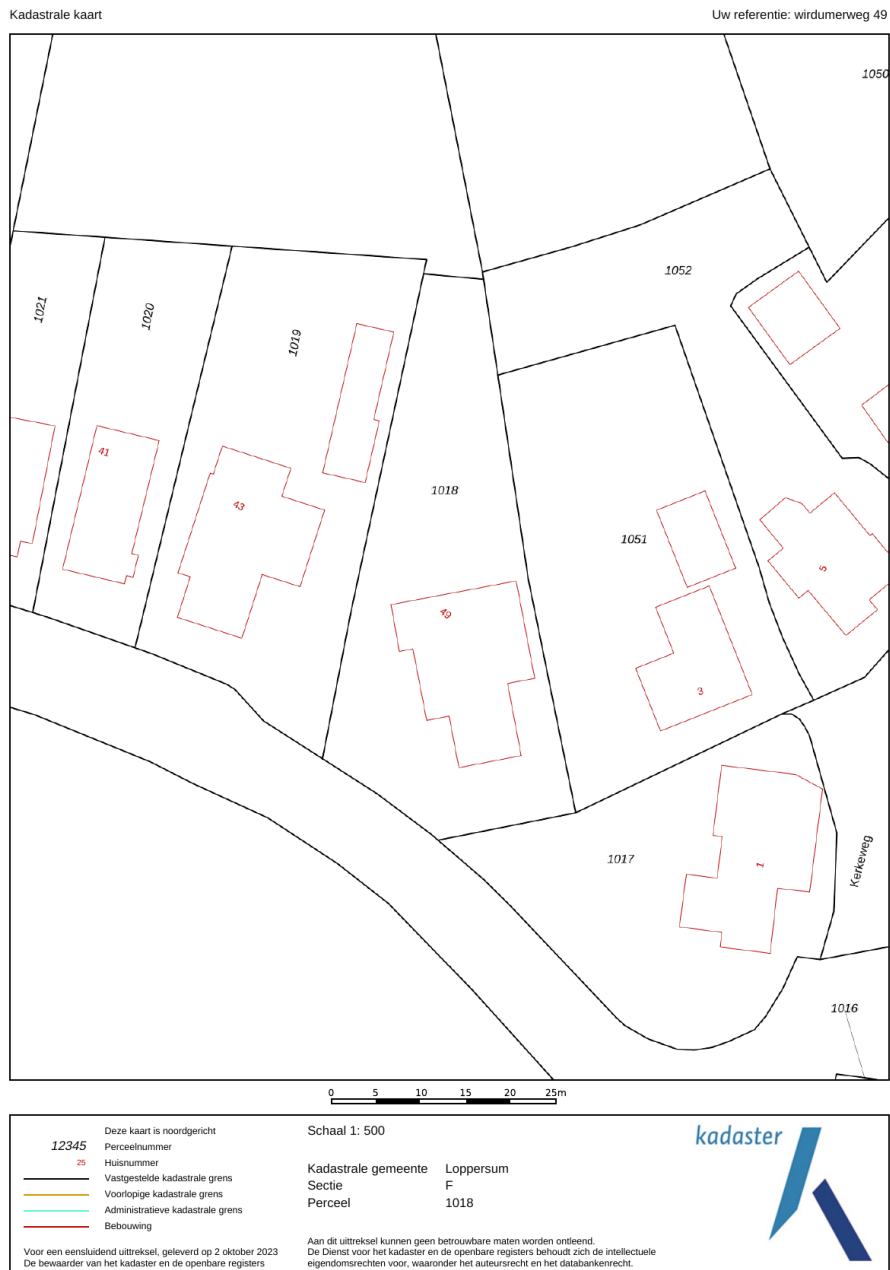 Kadastrale kaart
Uw referentie: wirdumerweg 49
1050
1052
1021
1020
1019
41
43
1018
1051
5
49
3
1017
1
Kerkeweg
1016
0 5 10 15 20 25m
Deze kaart is noordgericht
12345 Perceelnummer
25 Huisnummer
Vastgestelde kadastrale grens
Voorlopige kadastrale grens
Administratieve kadastrale grens
Bebouwing
Voor een eensluidend uittreksel, geleverd op 2 oktober 2023
De bewaarder van het kadaster en de openbare registers
Schaal 1: 500
Kadastrale gemeente Loppersum
Sectie F
Perceel 1018
Aan dit uittreksel kunnen geen betrouwbare maten worden ontleend.
De Dienst voor het kadaster en de openbare registers behoudt zich de intellectuele
eigendomsrechten voor, waaronder het auteursrecht en het databankenrecht.
kadaster